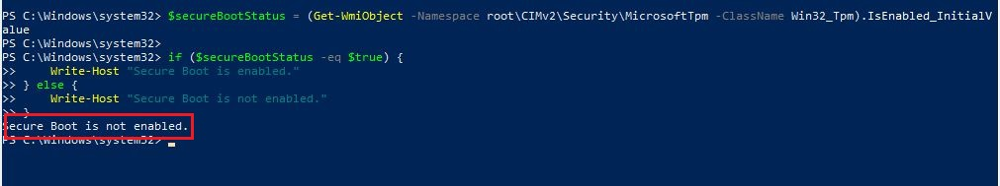 PS C:\Windows\system32> $secureBootStatus = (Get-WmiObject -Namespace root\CIMv2\Security\MicrosoftTpm -ClassName Win32_Tpm).IsEnabled_InitialV
alue
PS C:\Windows\system32>
PS C:\Windows\system32> if ($secureBootStatus -eq $true) {
>>     Write-Host "Secure Boot is enabled."
>> } else {
>>     Write-Host "Secure Boot is not enabled."
>> }
Secure Boot is not enabled.
PS C:\Windows\system32>